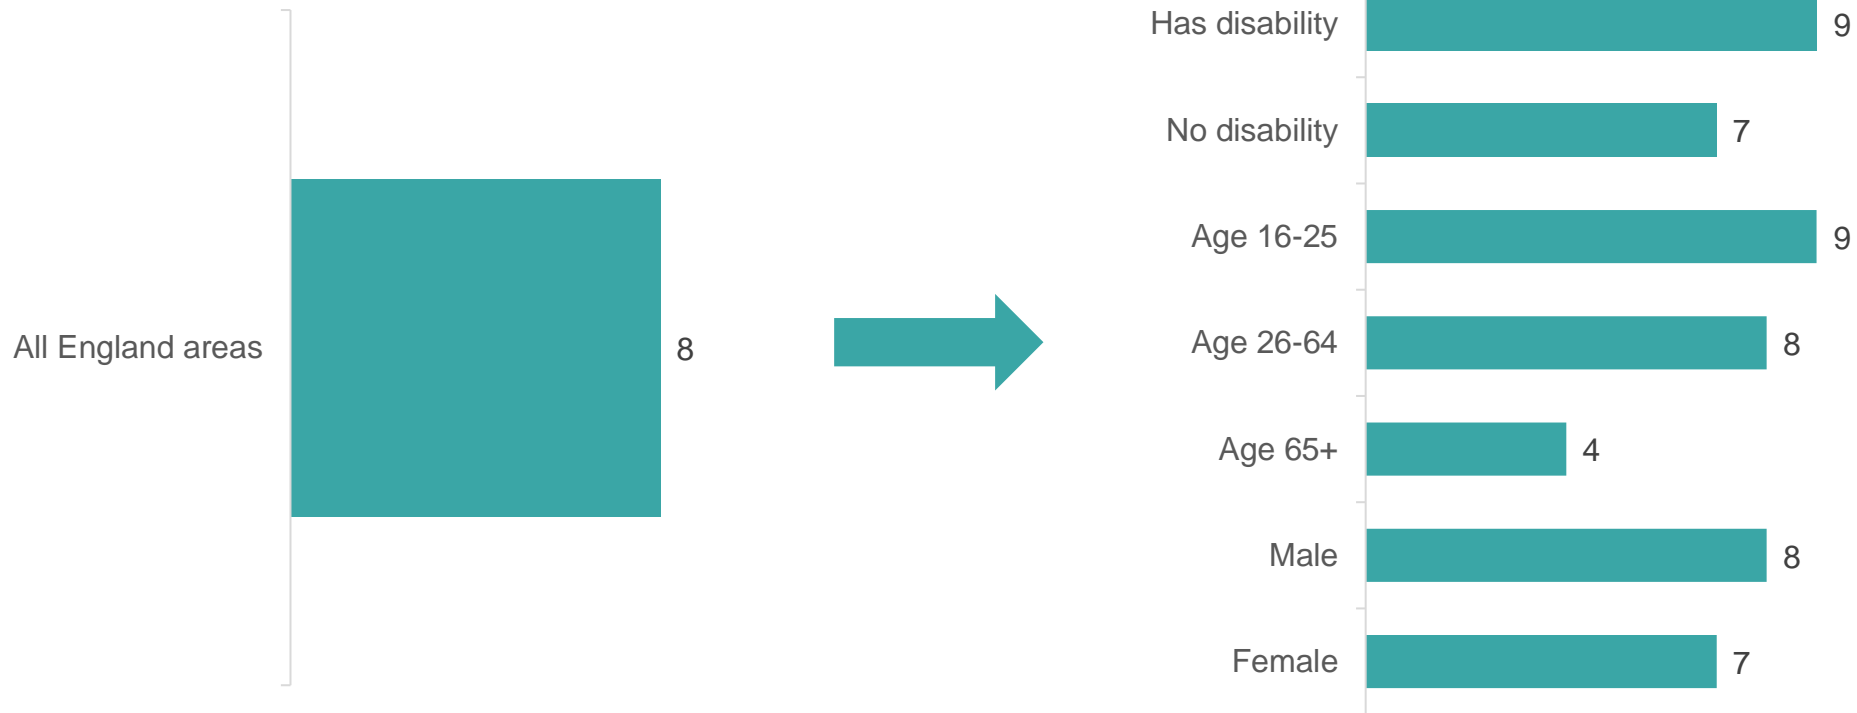 All England areas 8
Has disability 9
No disability 7
Age 16-25 9
Age 26-64 8
Age 65+ 4
Male 8
Female 7